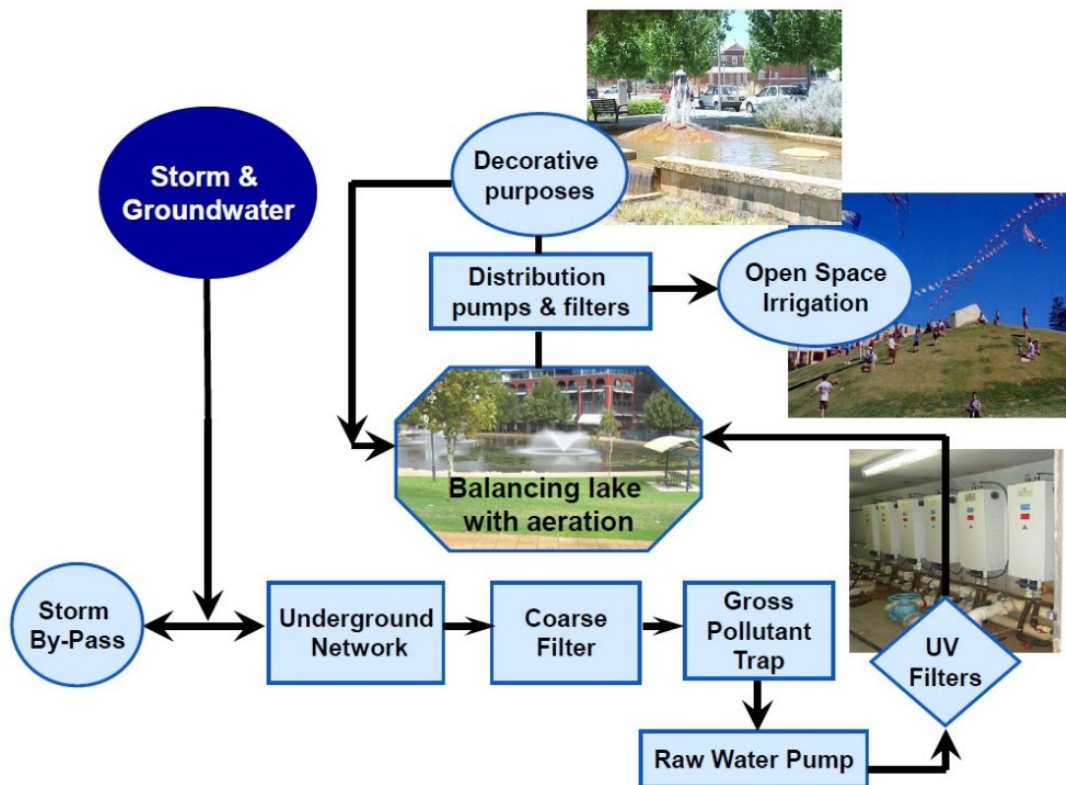 Storm &
Groundwater
Decorative
purposes
Distribution
pumps & filters
Open Space
Irrigation
Balancing lake
with aeration
Storm
By-Pass
Underground
Network
Coarse
Filter
Gross
Pollutant
Trap
UV
Filters
Raw Water Pump